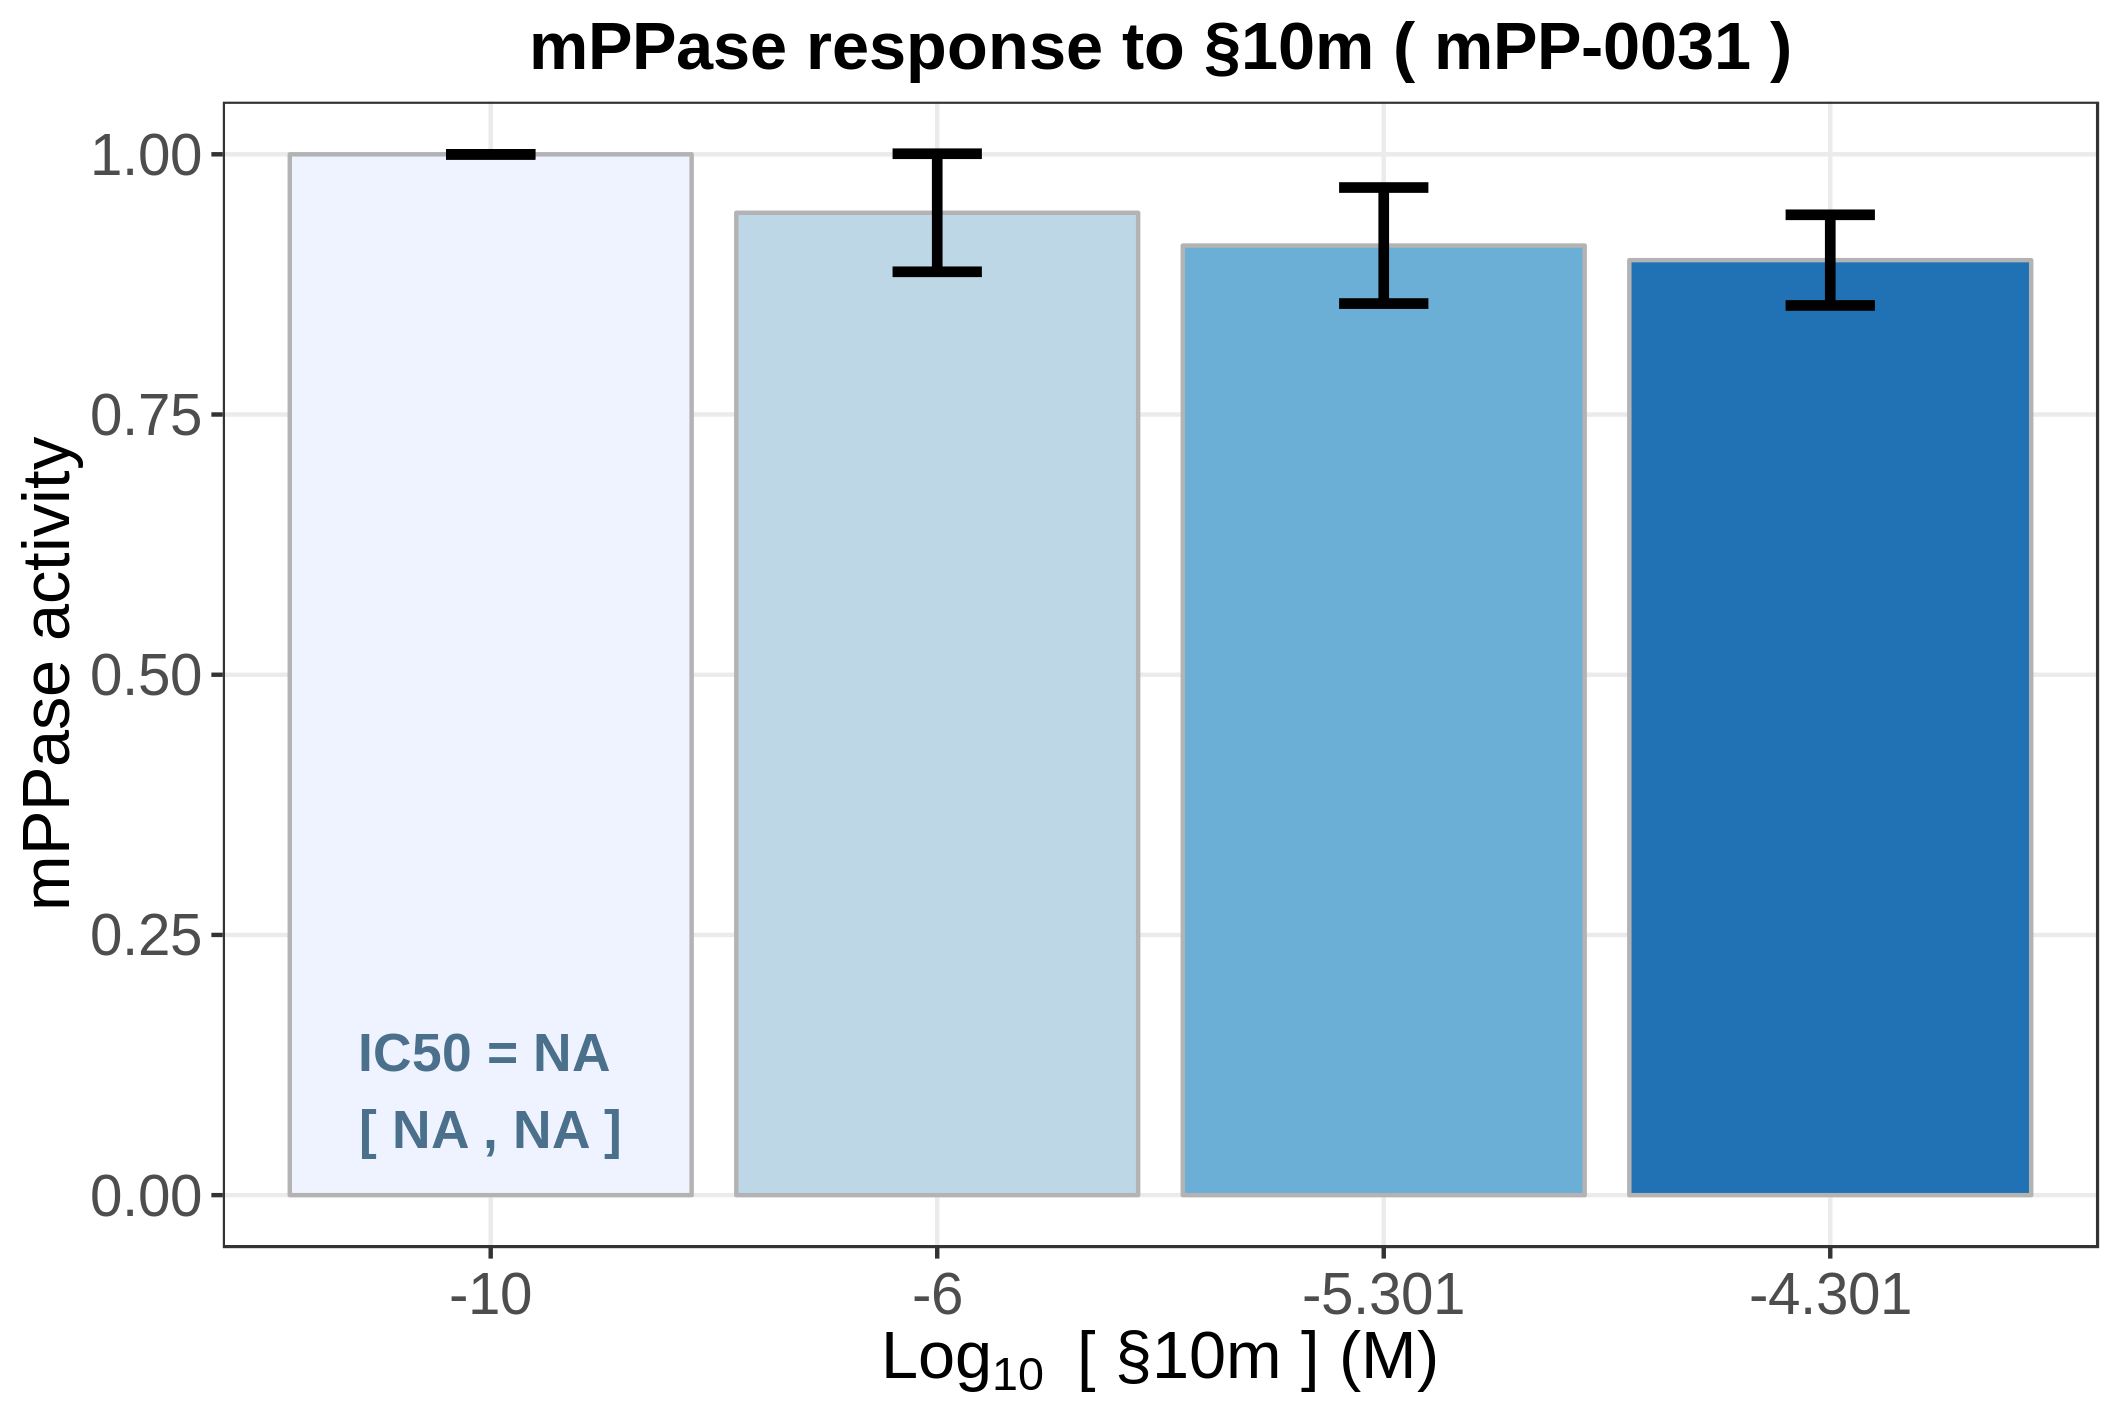 mPPase response to §10m ( mPP-0031 )
mPPase activity
1.00
0.75
0.50
0.25
0.00
IC50 = NA
[ NA , NA ]
-10
-6
-5.301
-4.301
Log10 [ §10m ] (M)